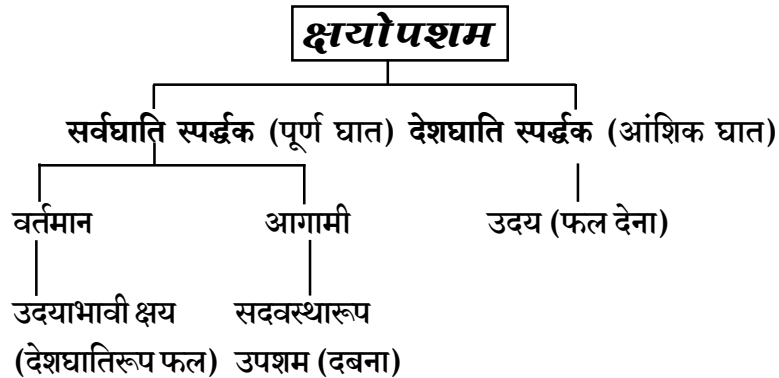 क्षयोपशम
सर्वघाति स्पर्द्धक (पूर्ण घात) देशघाति स्पर्द्धक (आंशिक घात)
वर्तमान आगामी उदय (फल देना)
उदयाभावी क्षय सदवस्थारूप
(देशघातिरूप फल) उपशम (दबना)